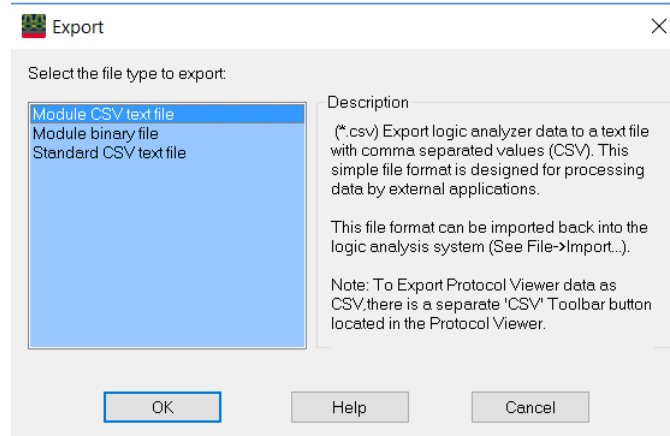 Export
Select the file type to export:
Module CSV text file
Module binary file
Standard CSV text file
Description
(*.csv) Export logic analyzer data to a text file
with comma separated values (CSV). This
simple file format is designed for processing
data by external applications.
This file format can be imported back into the
logic analysis system (See File->Import...).
Note: To Export Protocol Viewer data as
CSV,there is a separate 'CSV' Toolbar button
located in the Protocol Viewer.
OK
Help
Cancel